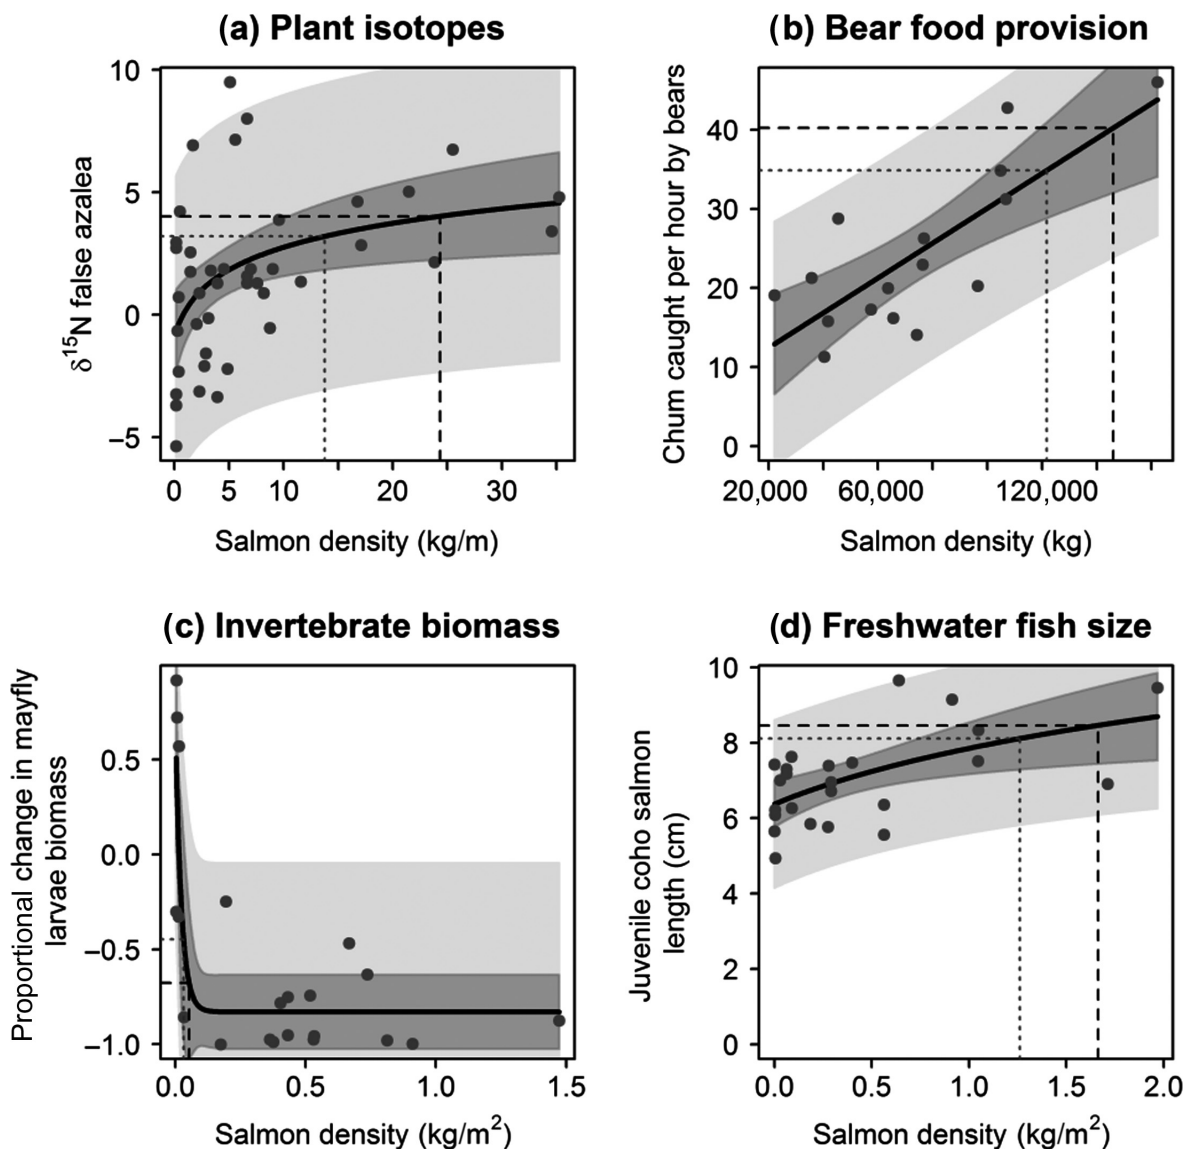 (a) Plant isotopes
10
5
0
−5
δ¹⁵N false azalea
0 5 10 20 30
Salmon density (kg/m)
(b) Bear food provision
40
30
20
10
0
Chum caught per hour by bears
20,000 60,000 120,000
Salmon density (kg)
(c) Invertebrate biomass
0.5
0.0
−0.5
−1.0
Proportional change in mayfly
larvae biomass
0.0 0.5 1.0 1.5
Salmon density (kg/m²)
(d) Freshwater fish size
10
8
6
4
2
0
Juvenile coho salmon
length (cm)
0.0 0.5 1.0 1.5 2.0
Salmon density (kg/m²)